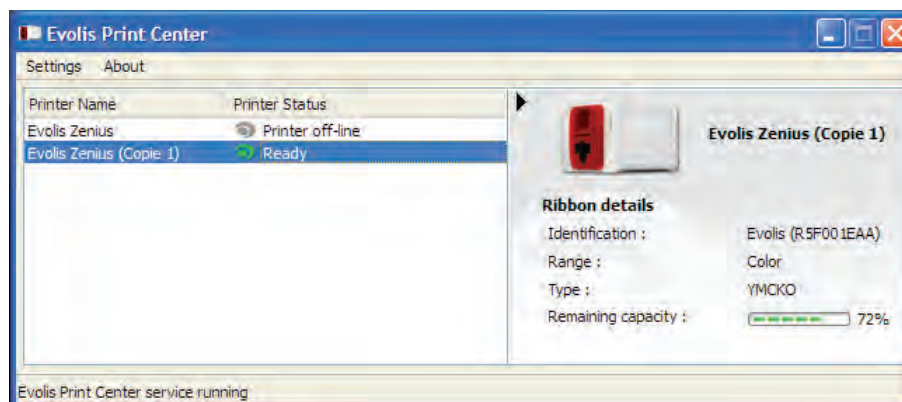 Evolis Print Center
Settings About
Printer Name Printer Status
Evolis Zenius Printer off-line
Evolis Zenius (Copie 1) Ready
Evolis Zenius (Copie 1)
Ribbon details
Identification : Evolis (R5F001EAA)
Range : Color
Type : YMCKO
Remaining capacity : 72%
Evolis Print Center service running